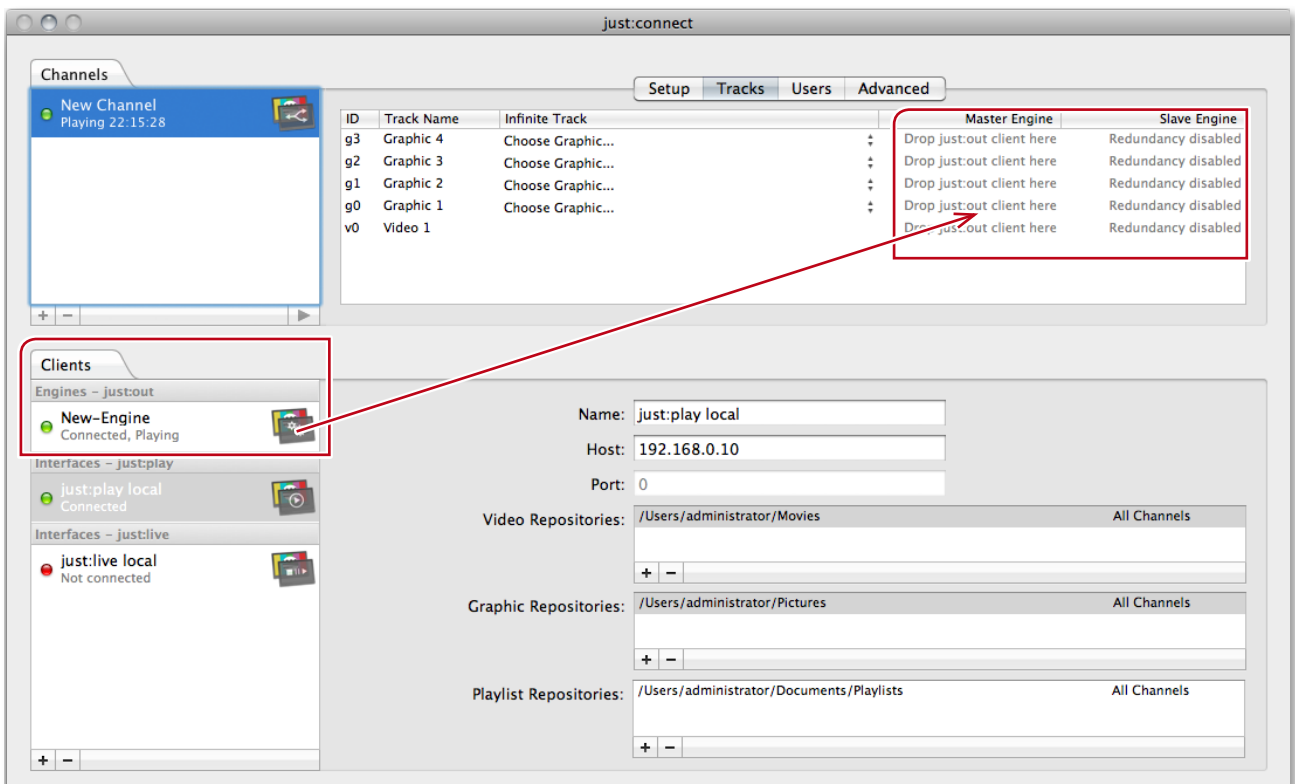 just:connect
Channels
New Channel
Playing 22:15:28
Setup Tracks Users Advanced
ID Track Name Infinite Track Master Engine Slave Engine
g3 Graphic 4 Choose Graphic... Drop just:out client here Redundancy disabled
g2 Graphic 3 Choose Graphic... Drop just:out client here Redundancy disabled
g1 Graphic 2 Choose Graphic... Drop just:out client here Redundancy disabled
g0 Graphic 1 Choose Graphic... Drop just:out client here Redundancy disabled
v0 Video 1 Drop just:out client here Redundancy disabled
Clients
Engines – just:out
New-Engine
Connected, Playing
Interfaces – just:play
just:play local
Connected
Interfaces – just:live
just:live local
Not connected
Name: just:play local
Host: 192.168.0.10
Port: 0
Video Repositories: /Users/administrator/Movies All Channels
Graphic Repositories: /Users/administrator/Pictures All Channels
Playlist Repositories: /Users/administrator/Documents/Playlists All Channels